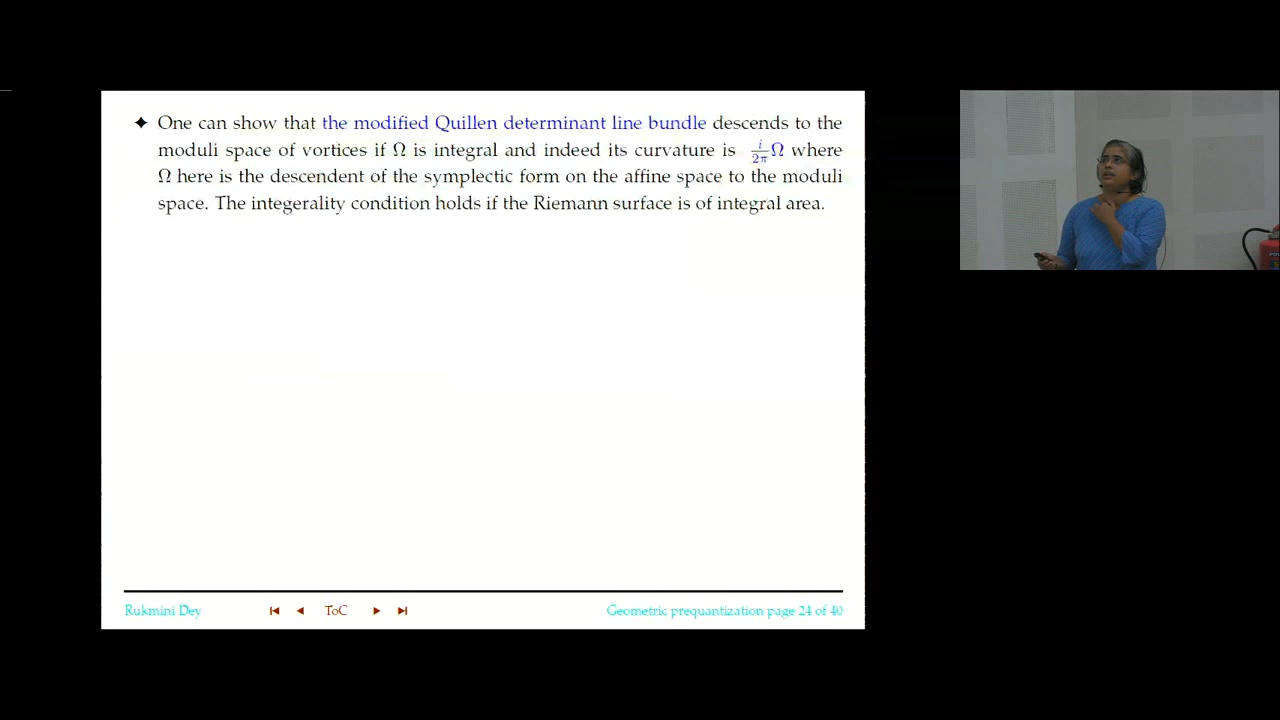 ✦ One can show that the modified Quillen determinant line bundle descends to the
moduli space of vortices if Ω is integral and indeed its curvature is i/2π Ω where
Ω here is the descendent of the symplectic form on the affine space to the moduli
space. The integerality condition holds if the Riemann surface is of integral area.
Rukmini Dey ToC Geometric prequantization page 24 of 40